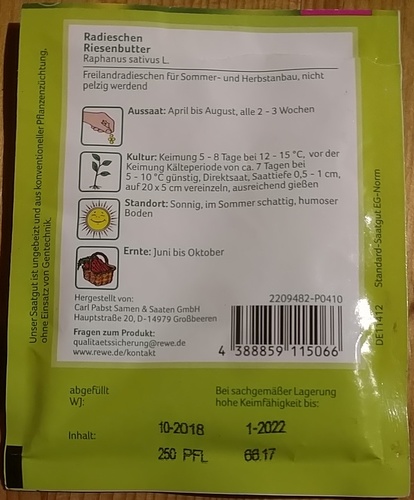 Radieschen
Riesenbutter
Raphanus sativus L.
Freilandradieschen für Sommer- und Herbstanbau, nicht
pelzig werdend
Aussaat: April bis August, alle 2 - 3 Wochen
Kultur: Keimung 5 - 8 Tage bei 12 - 15 °C, vor der
Keimung Kälteperiode von ca. 7 Tagen bei
5 - 10 °C günstig, Direktsaat, Saattiefe 0,5 - 1 cm,
auf 20 x 5 cm vereinzeln, ausreichend gießen
Standort: Sonnig, im Sommer schattig, humoser
Boden
Ernte: Juni bis Oktober
Hergestellt von:
Carl Pabst Samen & Saaten GmbH
Hauptstraße 20, D-14979 Großbeeren
Fragen zum Produkt:
qualitaetssicherung@rewe.de
www.rewe.de/kontakt
2209482-P0410
4 388859 115066
Unser Saatgut ist ungebeizt und aus konventioneller Pflanzenzüchtung,
ohne Einsatz von Gentechnik.
DE11412 Standard-Saatgut EG-Norm
abgefüllt
WJ:
Bei sachgemäßer Lagerung
hohe Keimfähigkeit bis:
10-2018 1-2022
Inhalt:
250 PFL 6617